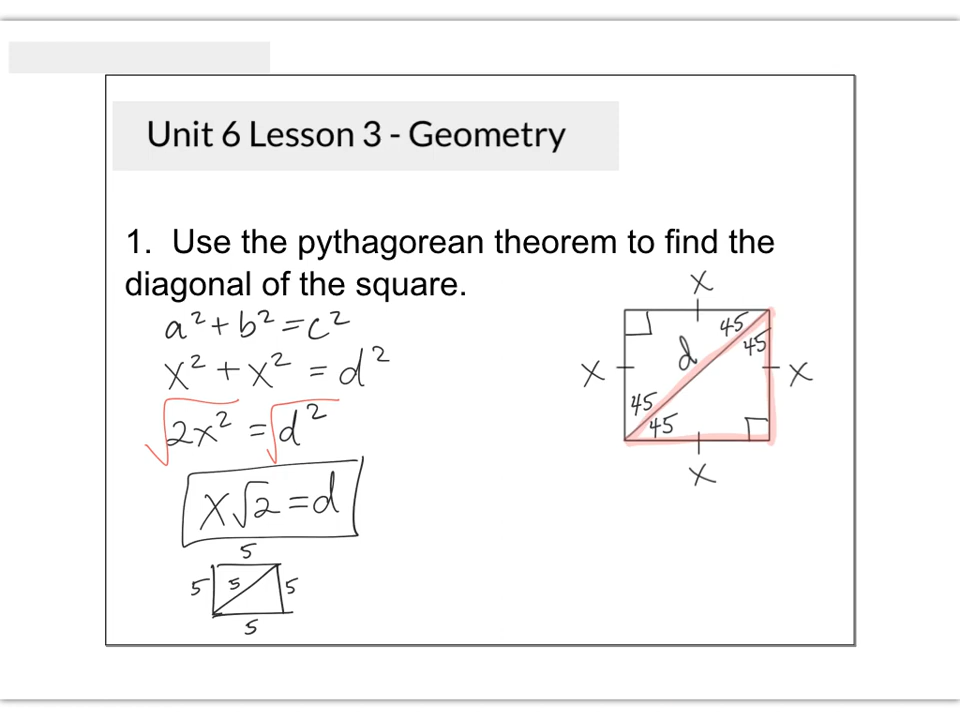 Unit 6 Lesson 3 - Geometry
1. Use the pythagorean theorem to find the
diagonal of the square.
a²+b²=c²
x²+x²=d²
√2x²=√d²
x√2=d
5
5 5 5
5
x
45
45
d
x x
45
45
x